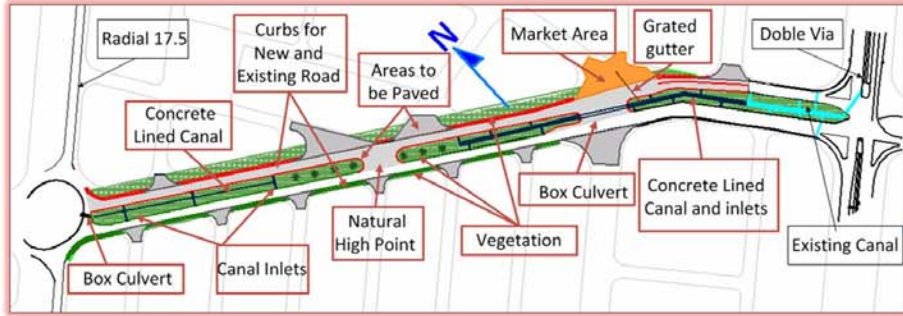 Radial 17.5
Curbs for
New and
Existing Road
Areas to
be Paved
N
Market Area
Grated
gutter
Doble Via
Concrete
Lined Canal
Box Culvert
Canal Inlets
Natural
High Point
Vegetation
Box Culvert
Concrete Lined
Canal and inlets
Existing Canal